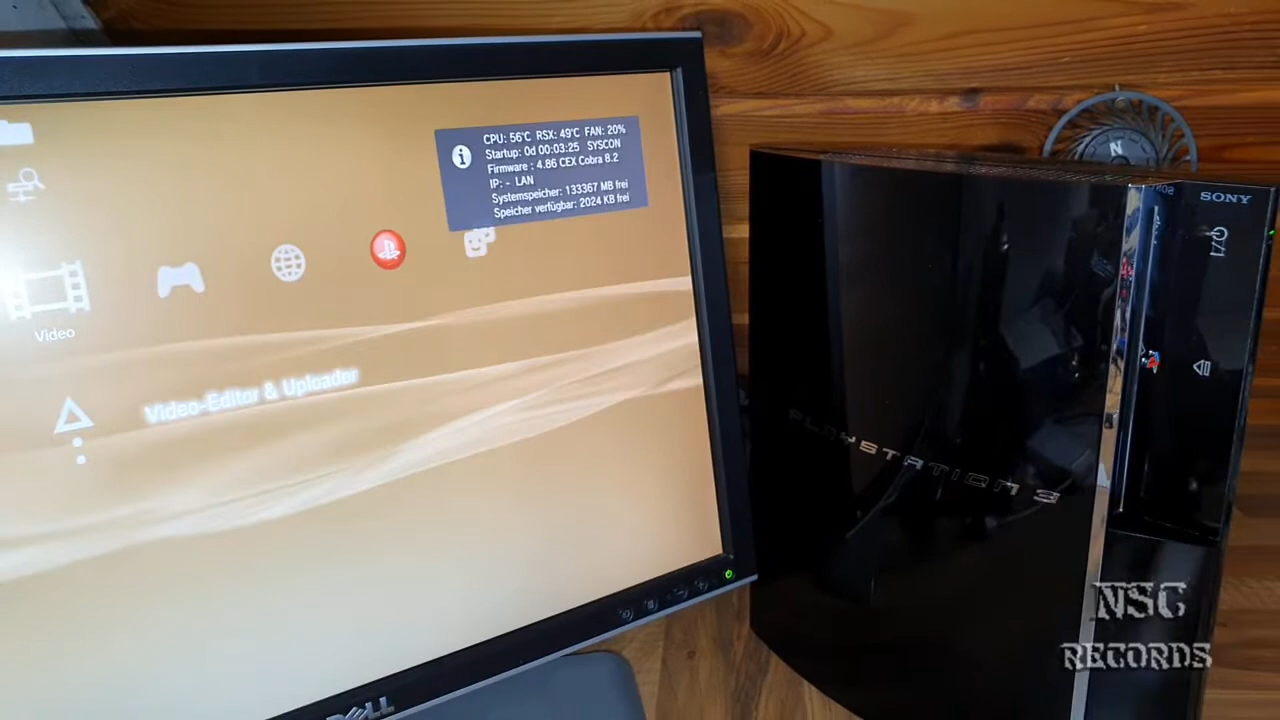 CPU: 56°C RSX: 49°C FAN: 20%
Startup: 0d 00:03:25 SYSCON
Firmware : 4.86 CEX Cobra 8.2
IP: - LAN
Systemspeicher: 133367 MB frei
Speicher verfügbar: 2024 KB frei
Video
Video-Editor & Uploader
DELL
N
SONY
PLAYSTATION 3
NSC
RECORDS